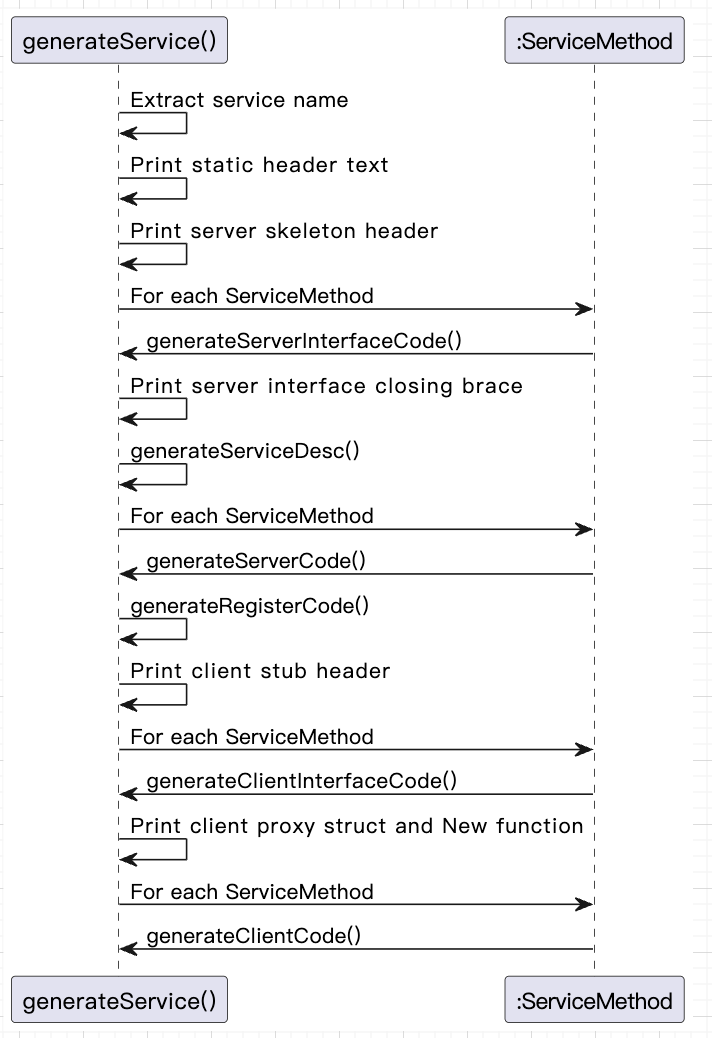 generateService()
:ServiceMethod
Extract service name
Print static header text
Print server skeleton header
For each ServiceMethod
generateServerInterfaceCode()
Print server interface closing brace
generateServiceDesc()
For each ServiceMethod
generateServerCode()
generateRegisterCode()
Print client stub header
For each ServiceMethod
generateClientInterfaceCode()
Print client proxy struct and New function
For each ServiceMethod
generateClientCode()
generateService()
:ServiceMethod